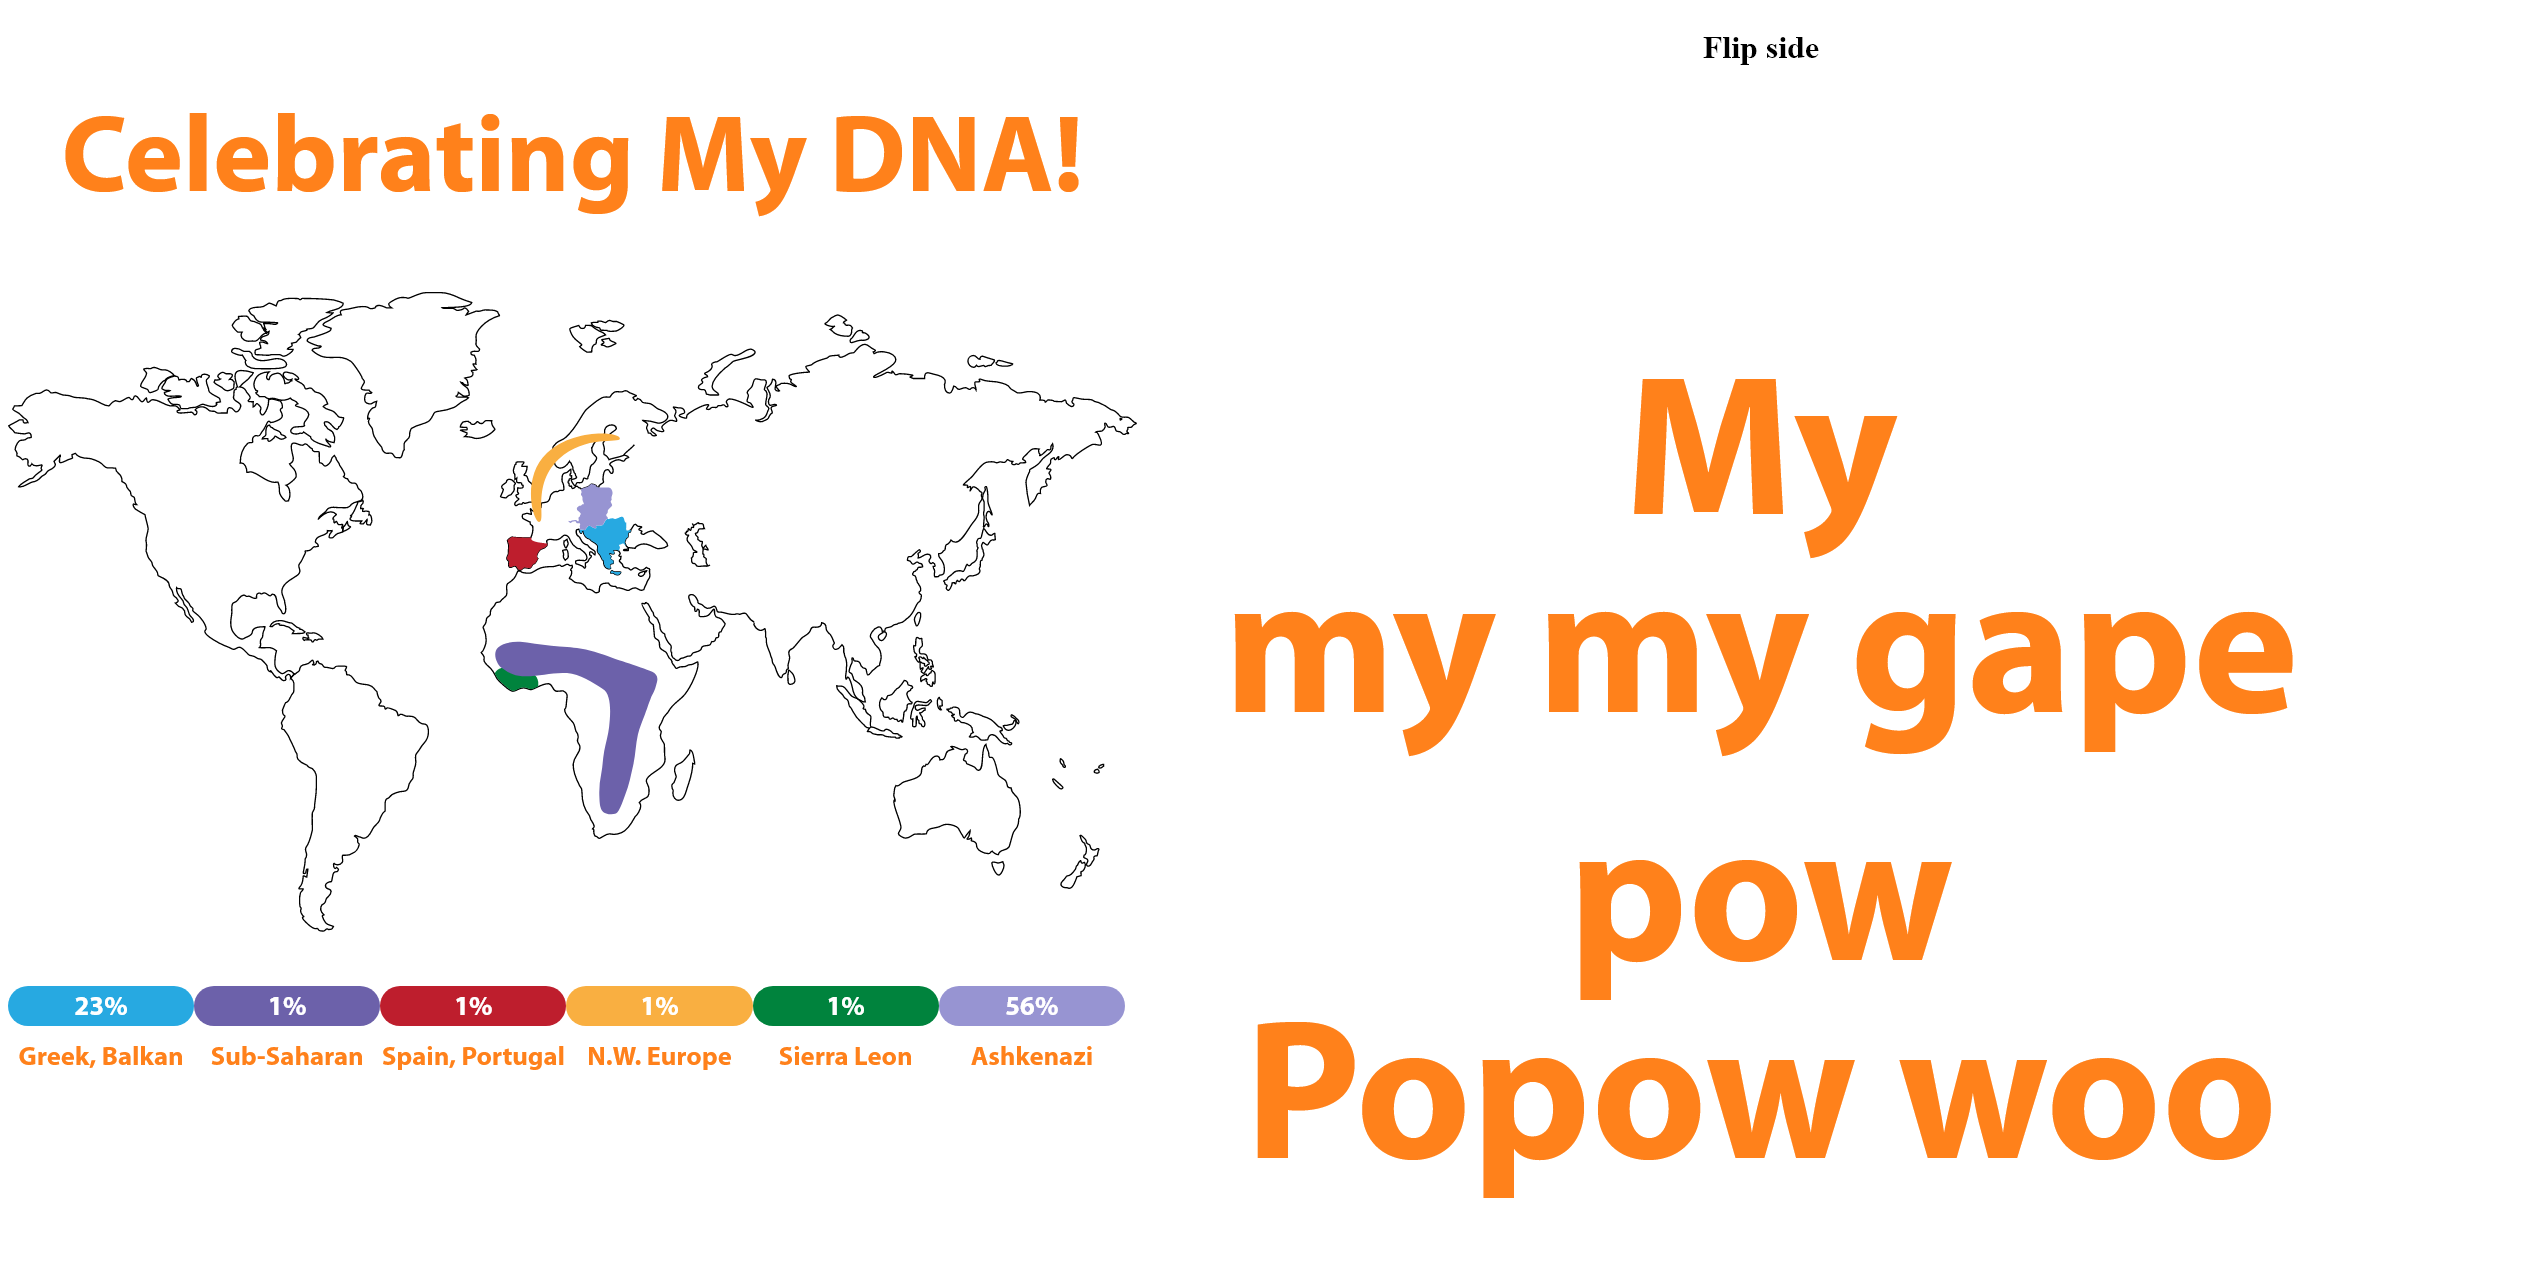 Flip side
Celebrating My DNA!
23% 1% 1% 1% 1% 56%
Greek, Balkan Sub-Saharan Spain, Portugal N.W. Europe Sierra Leon Ashkenazi
My
my my gape
pow
Popow woo